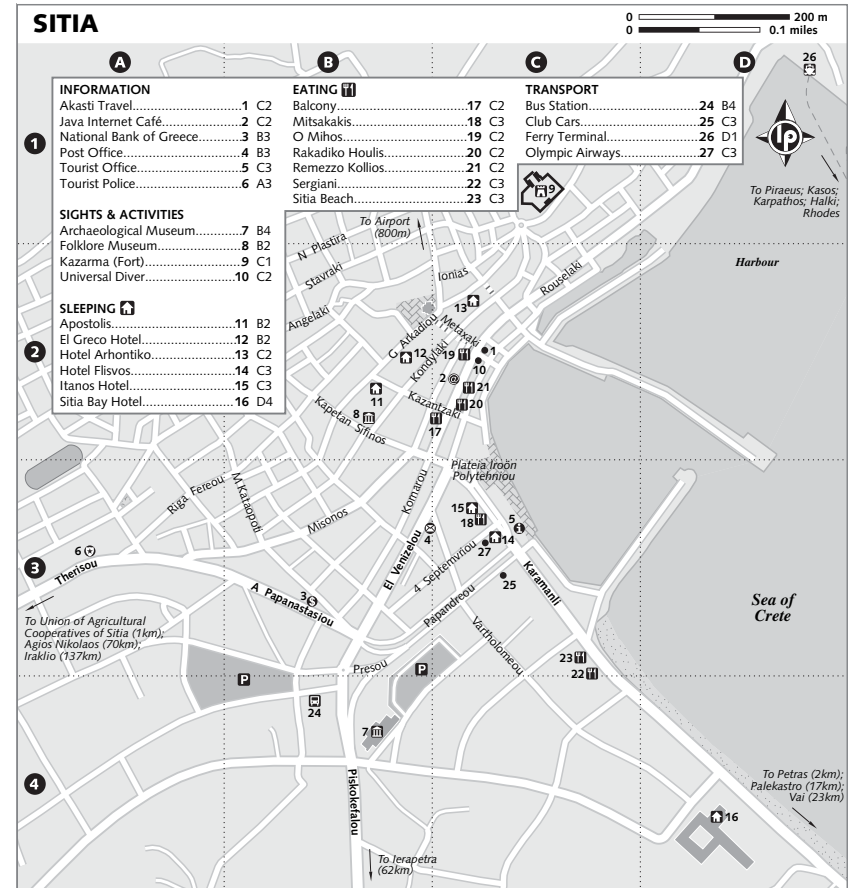 SITIA
0 200 m
0 0.1 miles
A
B
C
D
1
2
3
4
INFORMATION
Akasti Travel 1 C2
Java Internet Café 2 C2
National Bank of Greece 3 B3
Post Office 4 B3
Tourist Office 5 C3
Tourist Police 6 A3
SIGHTS & ACTIVITIES
Archaeological Museum 7 B4
Folklore Museum 8 B2
Kazarma (Fort) 9 C1
Universal Diver 10 C2
SLEEPING
Apostolis 11 B2
El Greco Hotel 12 B2
Hotel Arhontiko 13 C2
Hotel Flisvos 14 C3
Itanos Hotel 15 C3
Sitia Bay Hotel 16 D4
EATING
Balcony 17 C2
Mitsakakis 18 C3
O Mihos 19 C2
Rakadiko Houlis 20 C2
Remezzo Kollios 21 C2
Sergiani 22 C3
Sitia Beach 23 C3
TRANSPORT
Bus Station 24 B4
Club Cars 25 C3
Ferry Terminal 26 D1
Olympic Airways 27 C3
26
lp
To Piraeus; Kasos;
Karpathos; Halki;
Rhodes
9
To Airport
(800m)
N Plastira
Stavraki
Ionias
Angelaki
Rouselaki
Harbour
13
G Arkadiou
Metaxaki
Kondylaki
12
19
1
10
2 @
21
20
11
Kazantzaki
8
17
Kapetan Sifinos
Plateia Iroön
Polytehniou
Riga Fereou
M Kataopoti
Misonos
Komarou
El Venizelou
4
15
18
5
14
27
4 Septemvriou
25
Karamanli
6
Therisou
3
A Papanastasiou
Papandreou
Vartholomeou
Sea of
Crete
To Union of Agricultural
Cooperatives of Sitia (1km);
Agios Nikolaos (70km);
Iraklio (137km)
Presou
P
P
23
22
24
7
Piskokefalou
To Ierapetra
(62km)
16
To Petras (2km);
Palekastro (17km);
Vai (23km)